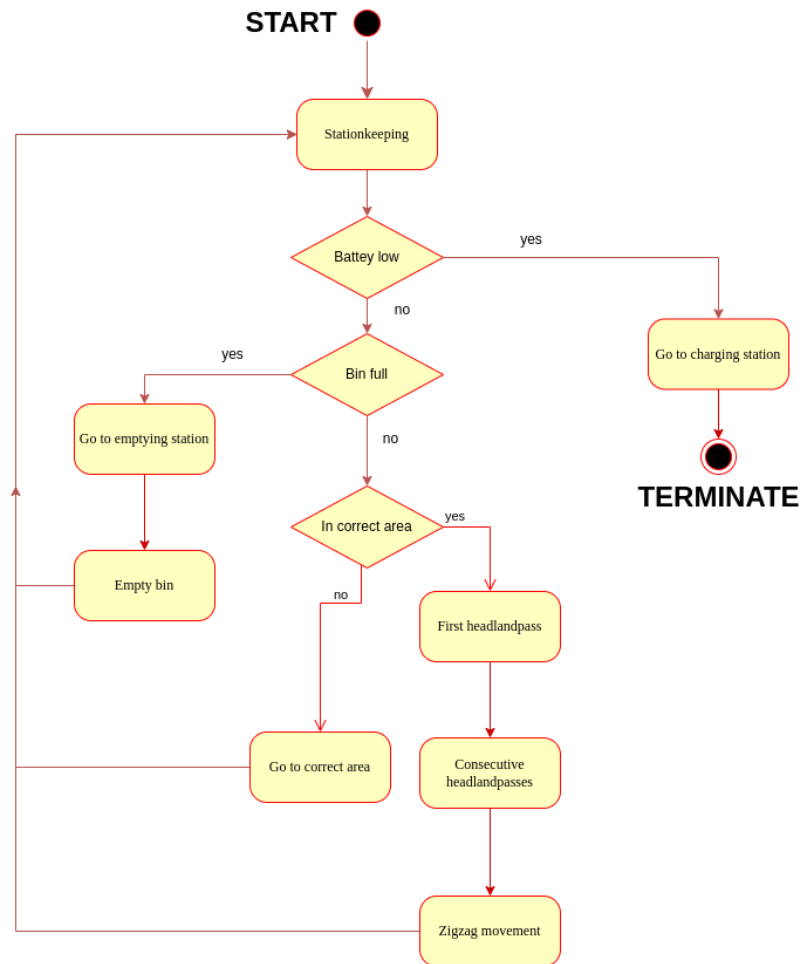 START
Stationkeeping
Battey low
yes
no
Go to charging station
yes
Bin full
Go to emptying station
no
TERMINATE
In correct area
yes
Empty bin
no
First headlandpass
Go to correct area
Consecutive
headlandpasses
Zigzag movement